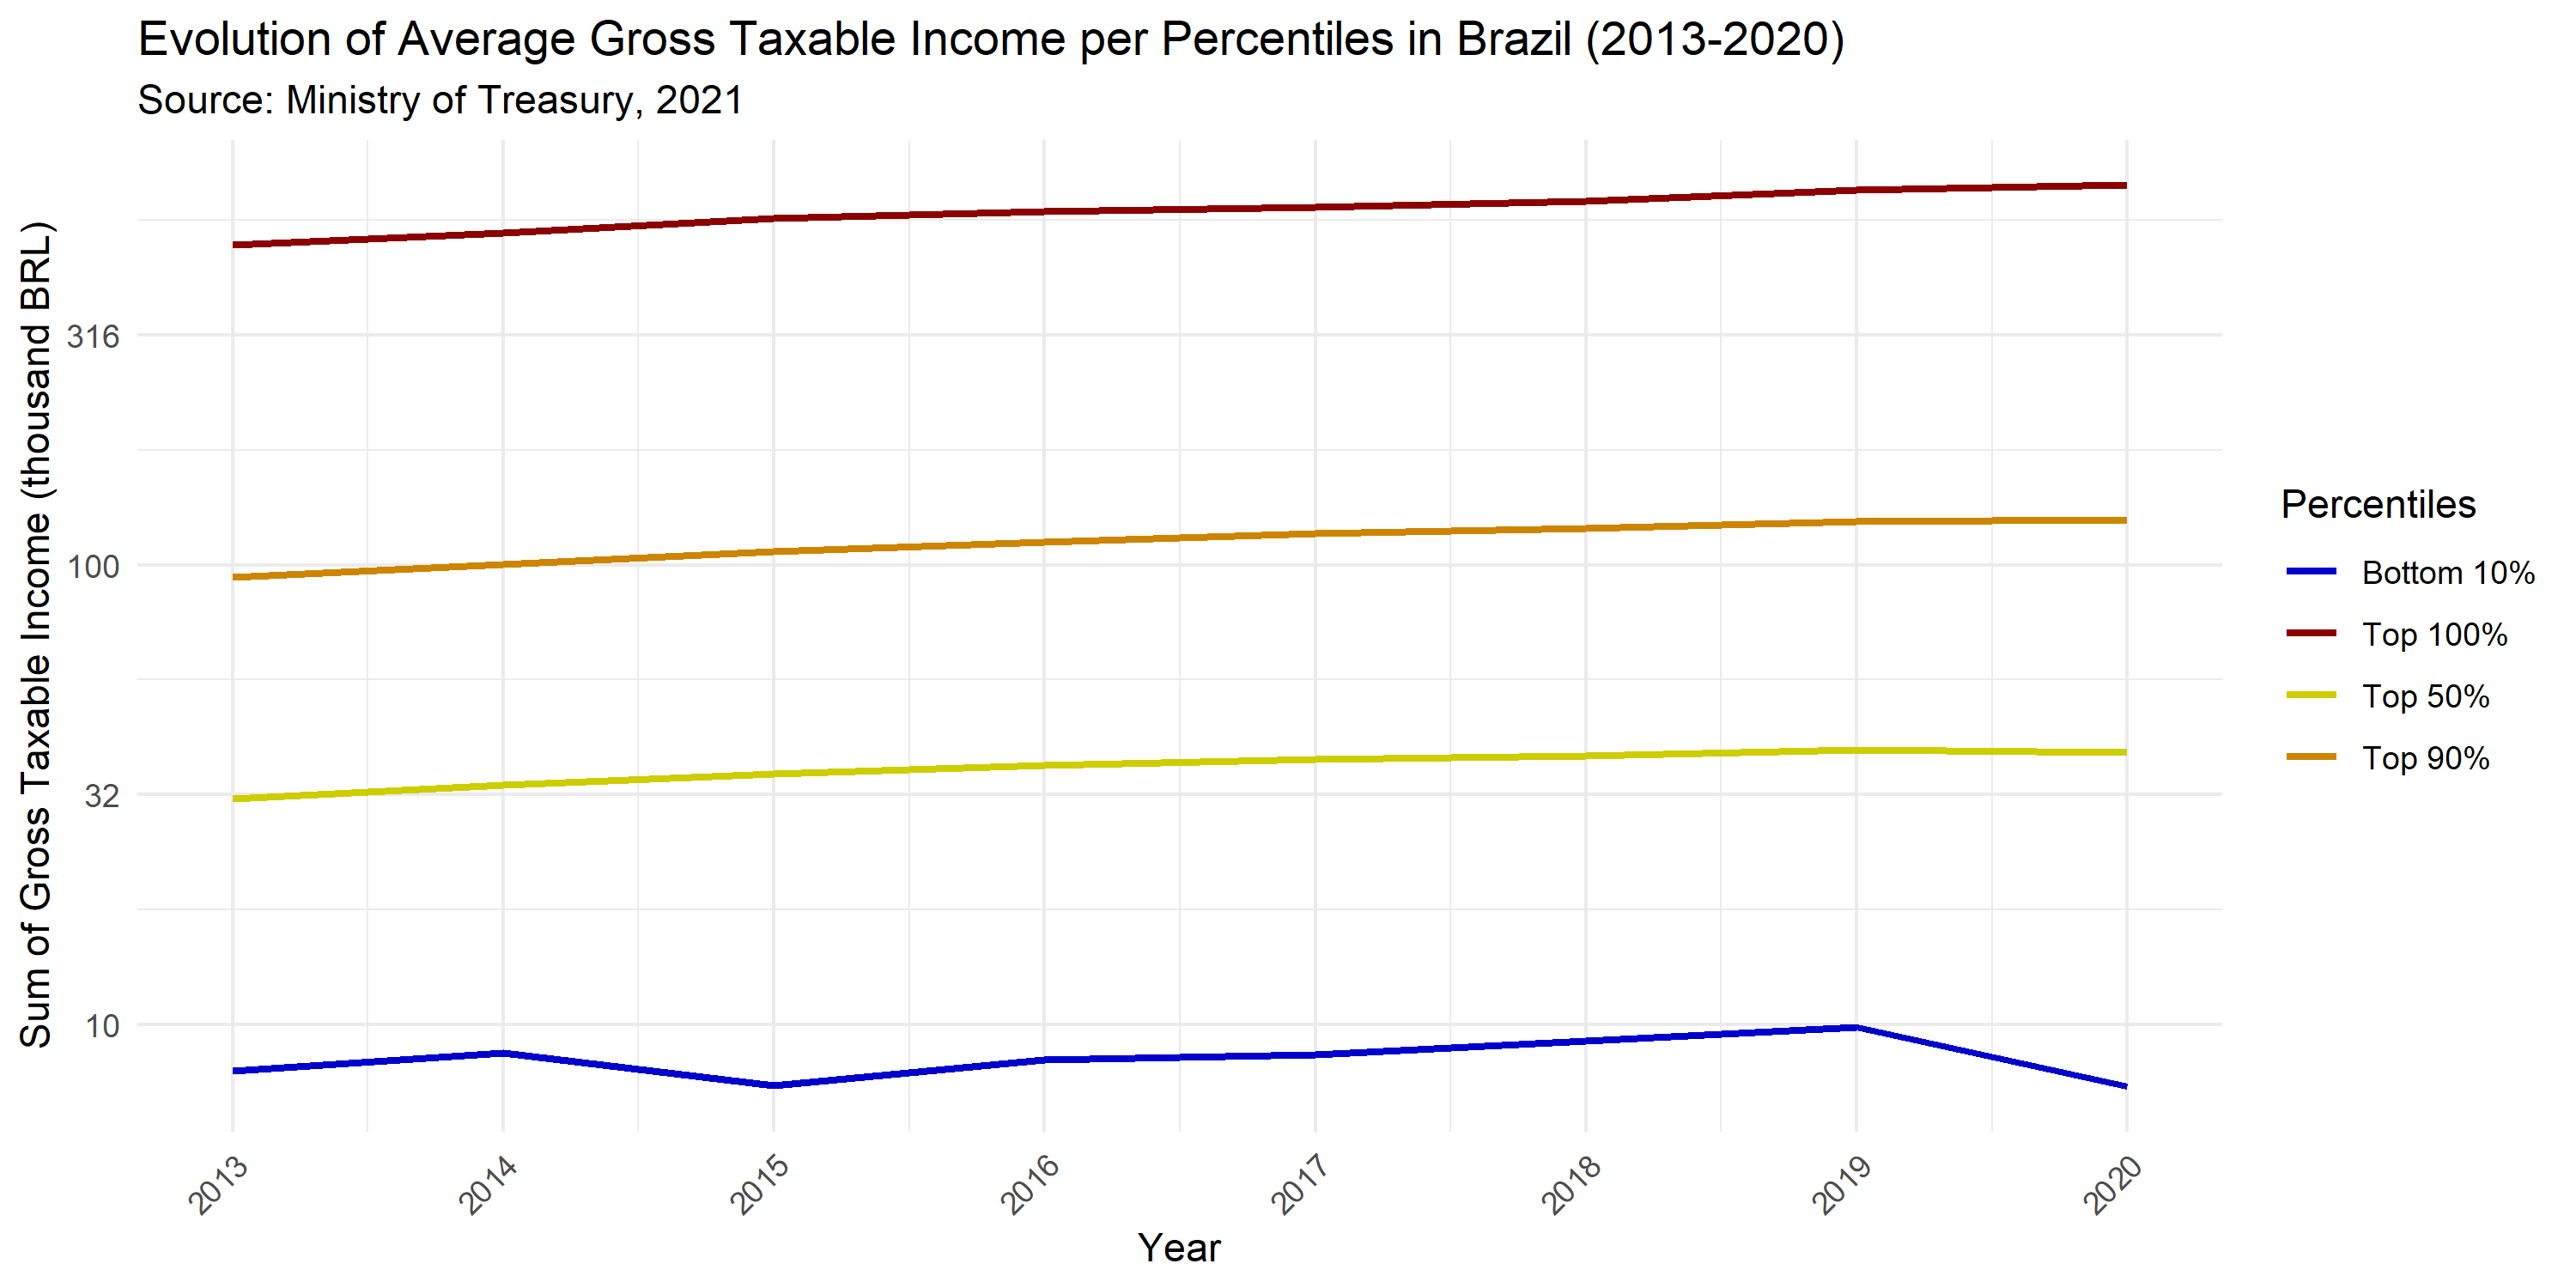 Evolution of Average Gross Taxable Income per Percentiles in Brazil (2013-2020)
Source: Ministry of Treasury, 2021
Sum of Gross Taxable Income (thousand BRL)
316
100
32
10
2013
2014
2015
2016
2017
2018
2019
2020
Year
Percentiles
Bottom 10%
Top 100%
Top 50%
Top 90%